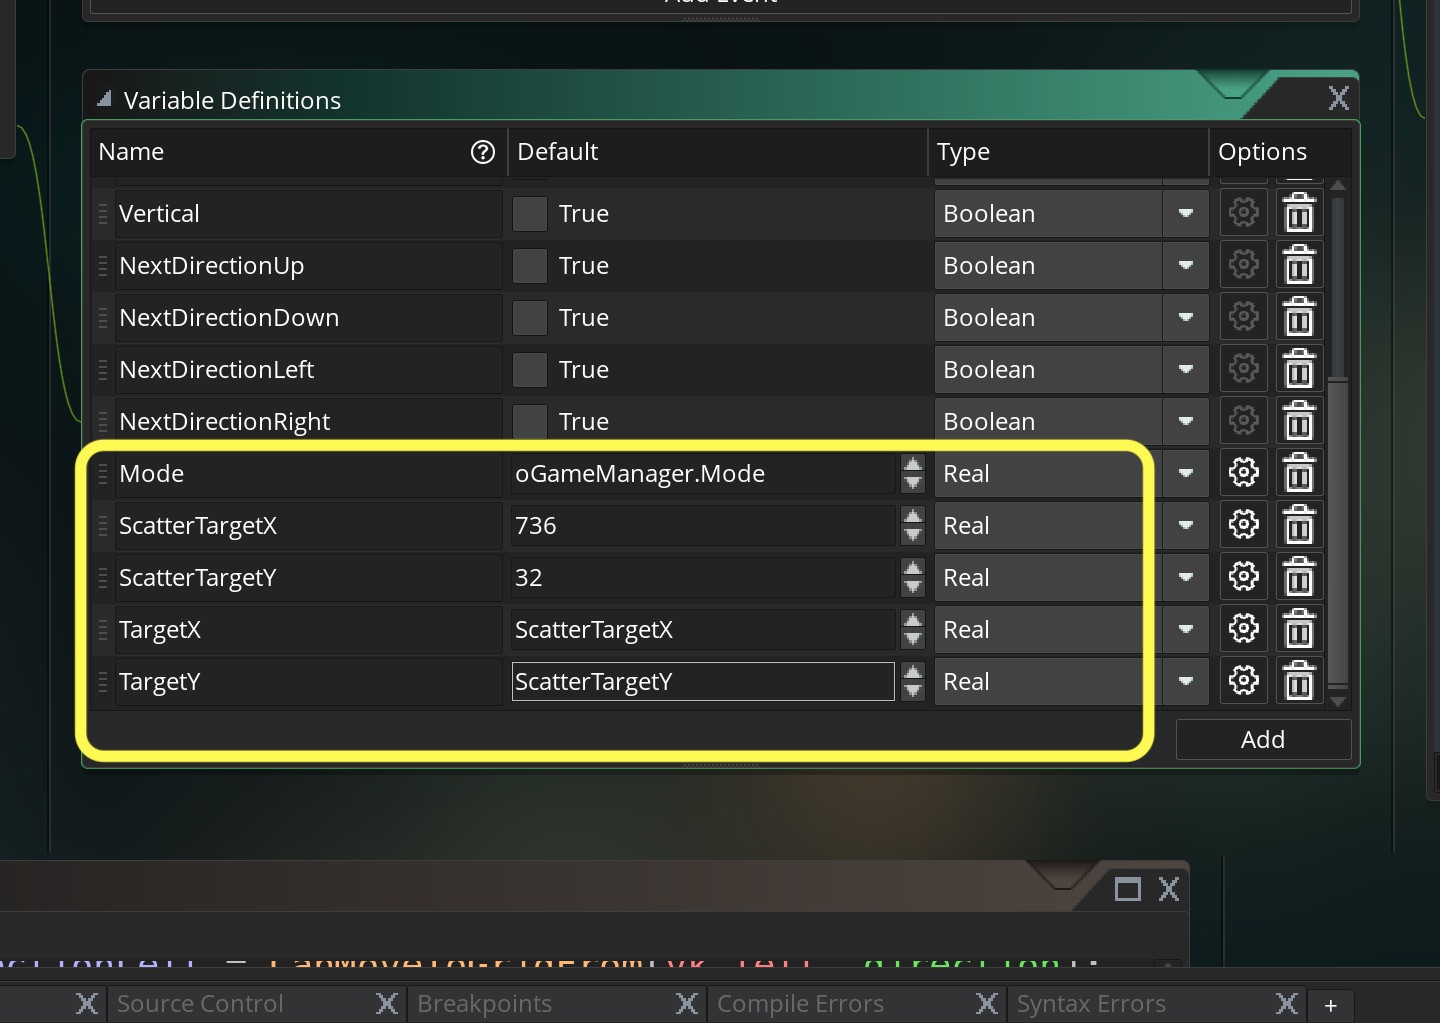 Add Event
Variable Definitions
Name Default Type Options
Vertical True Boolean
NextDirectionUp True Boolean
NextDirectionDown True Boolean
NextDirectionLeft True Boolean
NextDirectionRight True Boolean
Mode oGameManager.Mode Real
ScatterTargetX 736 Real
ScatterTargetY 32 Real
TargetX ScatterTargetX Real
TargetY ScatterTargetY Real
Add
Source Control Breakpoints Compile Errors Syntax Errors +